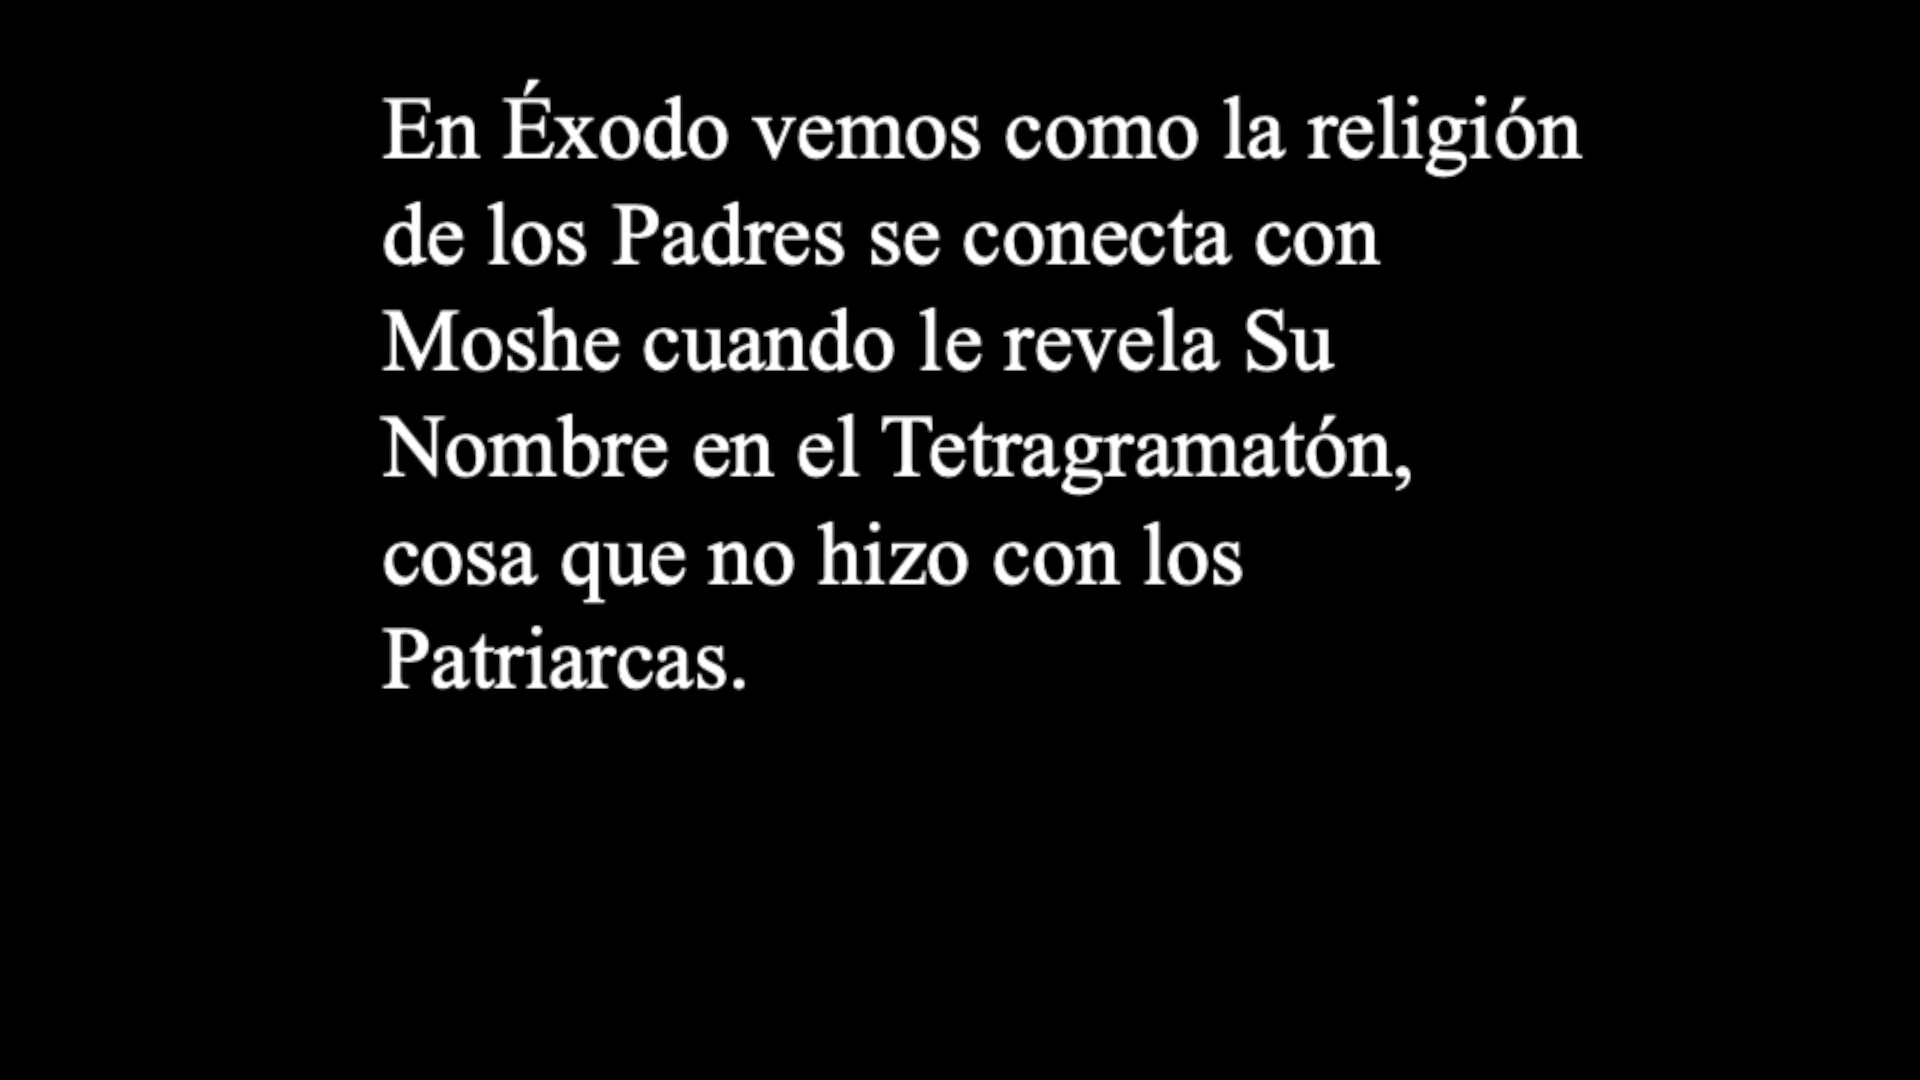 En Éxodo vemos como la religión
de los Padres se conecta con
Moshe cuando le revela Su
Nombre en el Tetragramatón,
cosa que no hizo con los
Patriarcas.